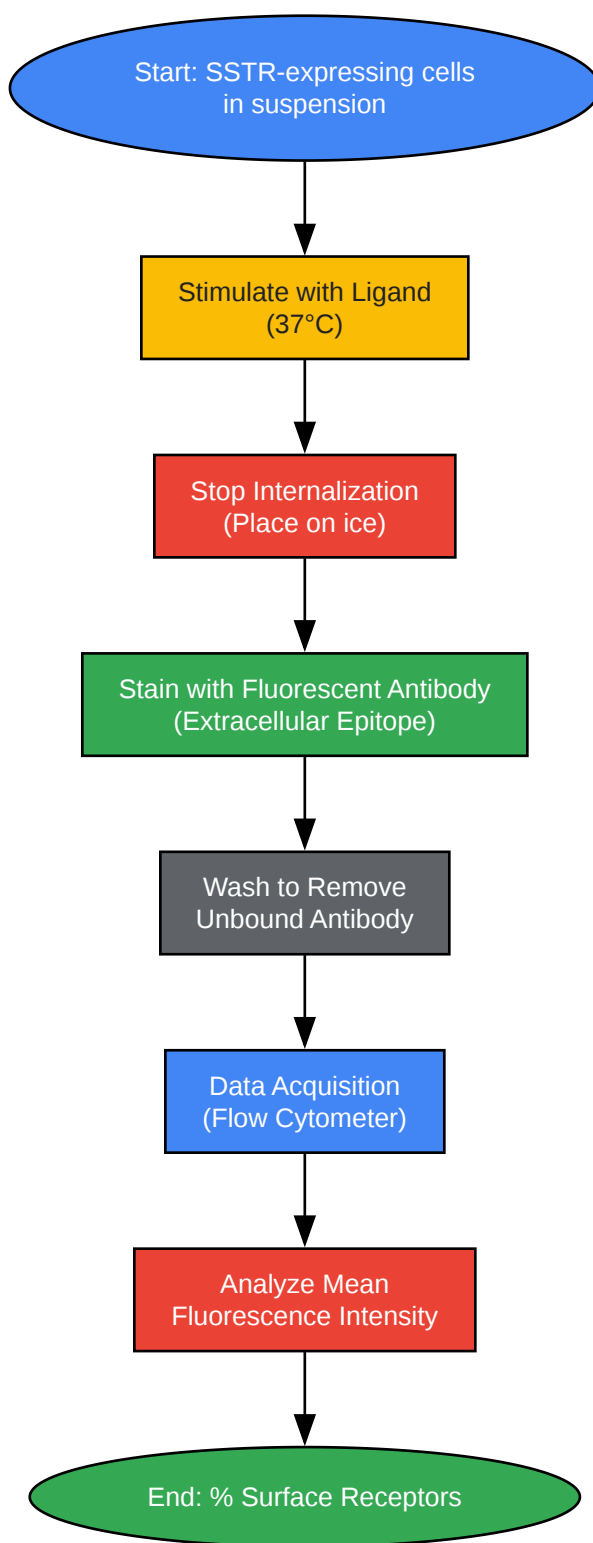 Start: SSTR-expressing cells
in suspension
Stimulate with Ligand
(37°C)
Stop Internalization
(Place on ice)
Stain with Fluorescent Antibody
(Extracellular Epitope)
Wash to Remove
Unbound Antibody
Data Acquisition
(Flow Cytometer)
Analyze Mean
Fluorescence Intensity
End: % Surface Receptors